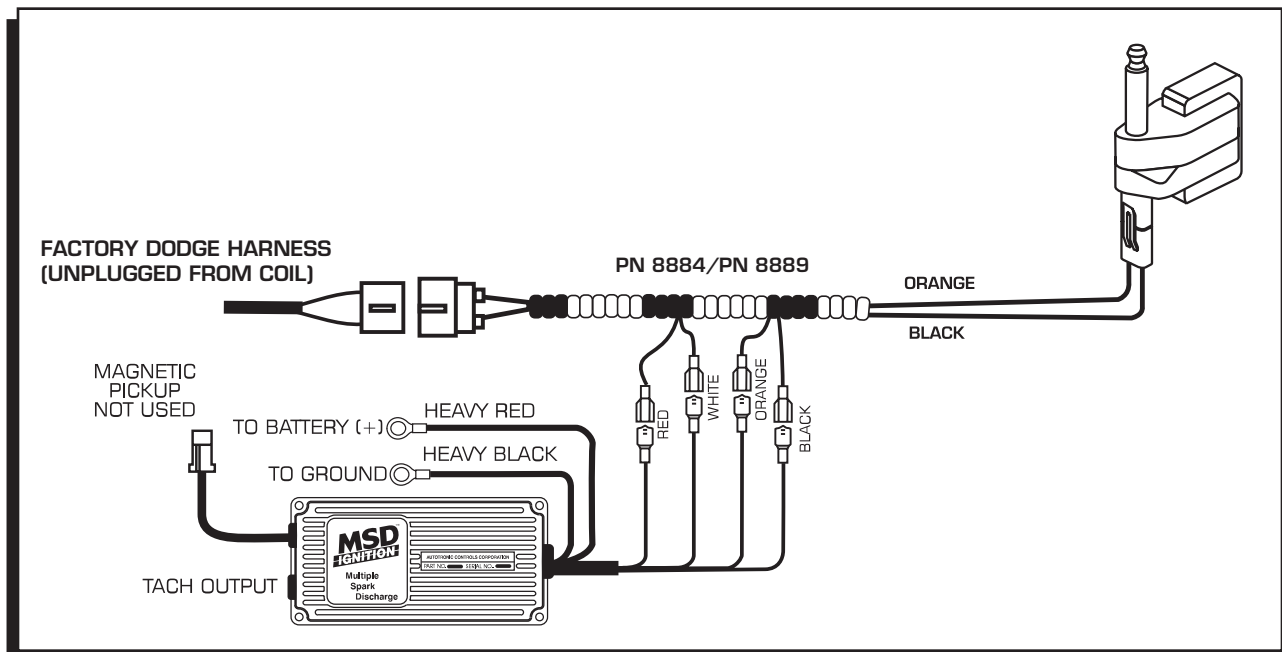 FACTORY DODGE HARNESS
(UNPLUGGED FROM COIL)
PN 8884/PN 8889
ORANGE
BLACK
MAGNETIC
PICKUP
NOT USED
TO BATTERY (+)
HEAVY RED
TO GROUND
HEAVY BLACK
RED
WHITE
ORANGE
BLACK
TACH OUTPUT
MSD
IGNITION
Multiple
Spark
Discharge
AUTOTRONIC CONTROLS CORPORATION
PART NO. SERIAL NO.